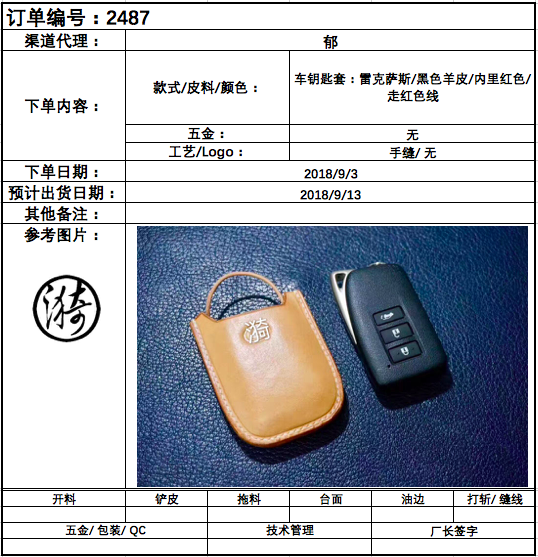 订单编号：2487
渠道代理： 郁
下单内容： 款式/皮料/颜色： 车钥匙套：雷克萨斯/黑色羊皮/内里红色/
走红色线
五金： 无
工艺/Logo： 手缝/ 无
下单日期： 2018/9/3
预计出货日期： 2018/9/13
其他备注：
参考图片：
漪
漪
开料 铲皮 拖料 台面 油边 打斩/ 缝线
五金/ 包装/ QC 技术管理 厂长签字